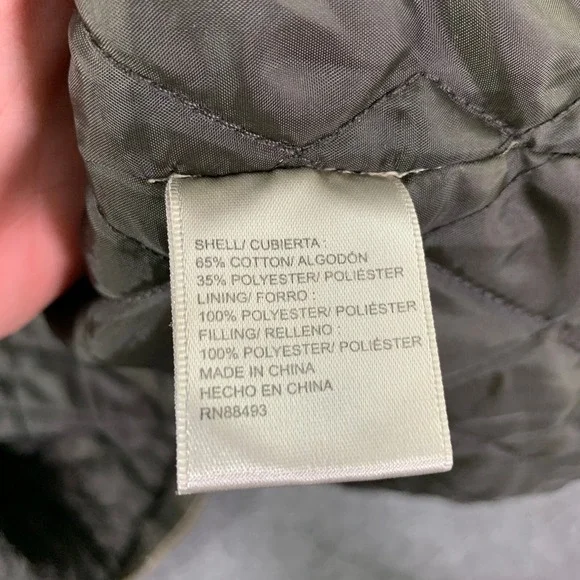 SHELL/ CUBIERTA :
65% COTTON/ ALGODÓN
35% POLYESTER/ POLIÉSTER
LINING/ FORRO :
100% POLYESTER/ POLIÉSTER
FILLING/ RELLENO :
100% POLYESTER/ POLIÉSTER
MADE IN CHINA
HECHO EN CHINA
RN88493